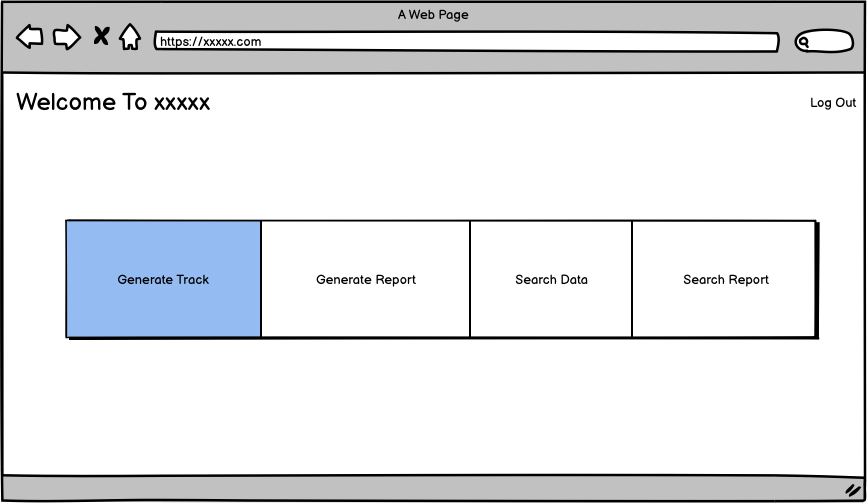 A Web Page
https://xxxxx.com
Welcome To xxxxx
Log Out
Generate Track
Generate Report
Search Data
Search Report